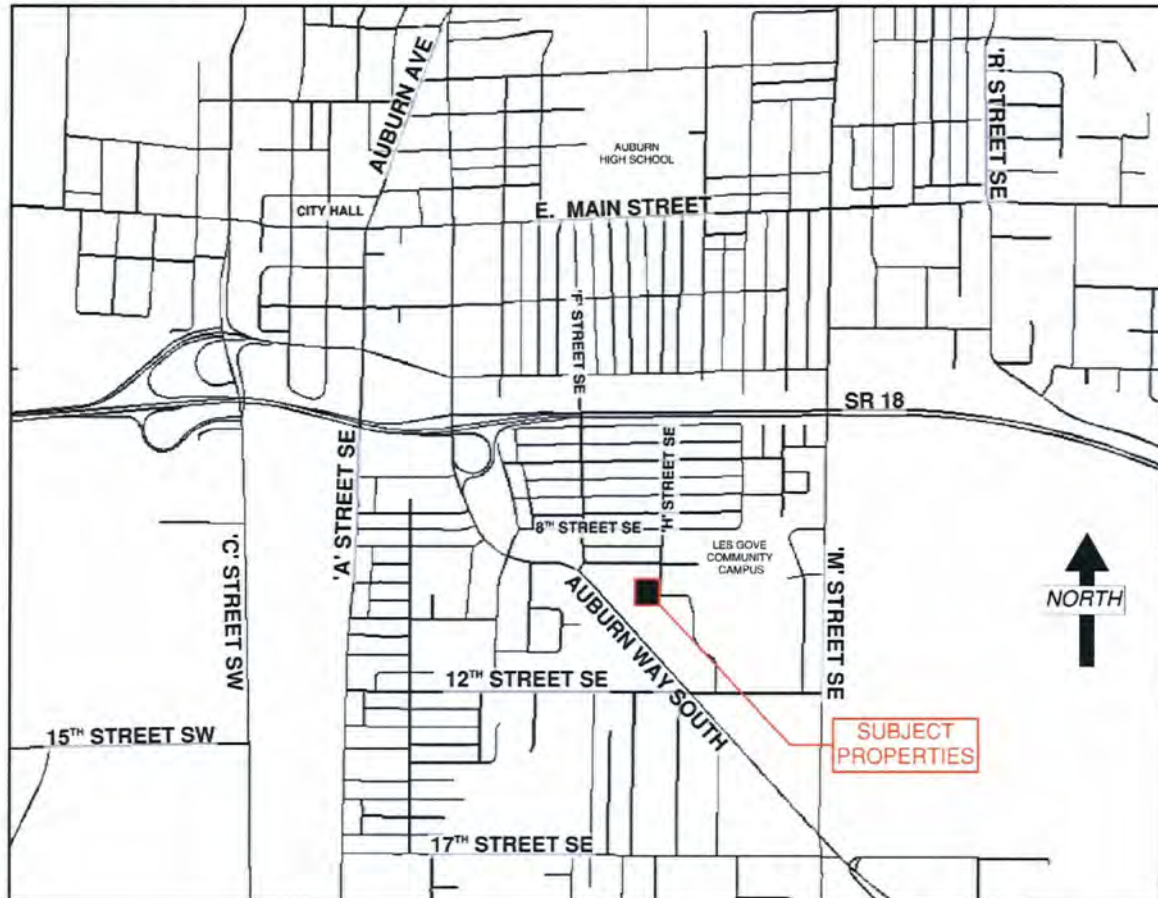 AUBURN AVE
'R' STREET SE
AUBURN
HIGH SCHOOL
CITY HALL
E. MAIN STREET
'F' STREET SE
SR 18
'A' STREET SE
'H' STREET SE
8TH STREET SE
LES GOVE
COMMUNITY
CAMPUS
'C' STREET SW
'M' STREET SE
NORTH
AUBURN WAY SOUTH
12TH STREET SE
15TH STREET SW
SUBJECT
PROPERTIES
17TH STREET SE